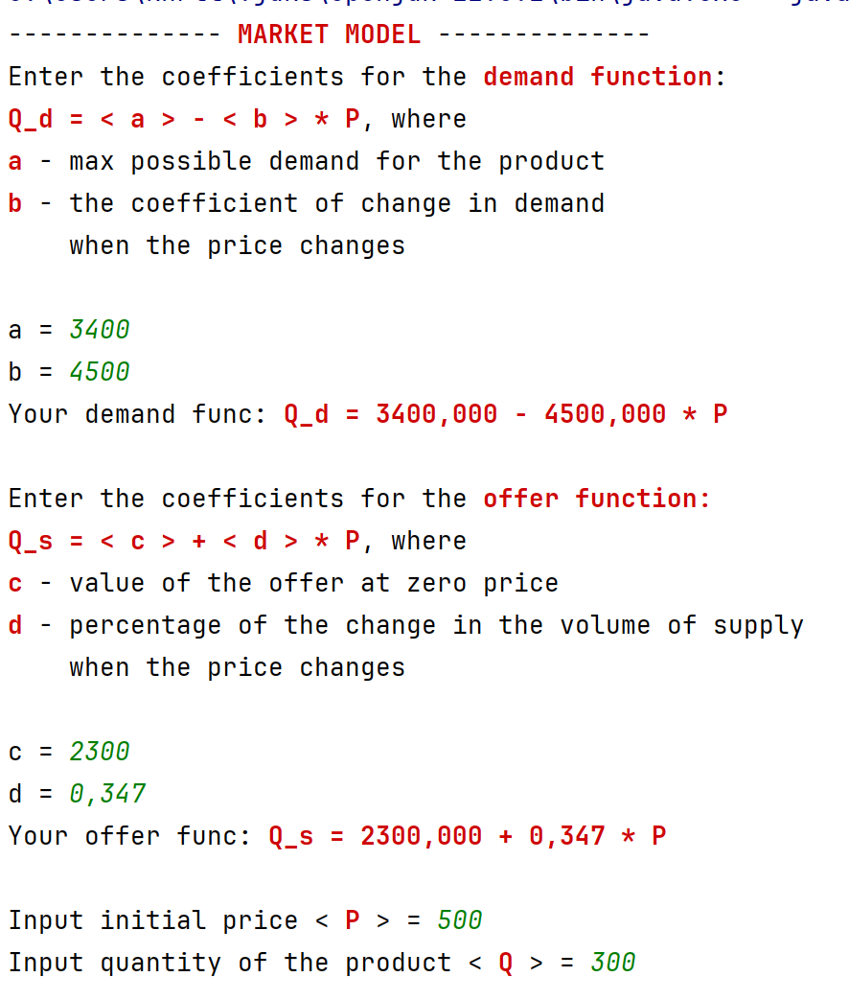 -------------- MARKET MODEL --------------
Enter the coefficients for the demand function:
Q_d = < a > - < b > * P, where
a - max possible demand for the product
b - the coefficient of change in demand
    when the price changes
a = 3400
b = 4500
Your demand func: Q_d = 3400,000 - 4500,000 * P
Enter the coefficients for the offer function:
Q_s = < c > + < d > * P, where
c - value of the offer at zero price
d - percentage of the change in the volume of supply
    when the price changes
c = 2300
d = 0,347
Your offer func: Q_s = 2300,000 + 0,347 * P
Input initial price < P > = 500
Input quantity of the product < Q > = 300